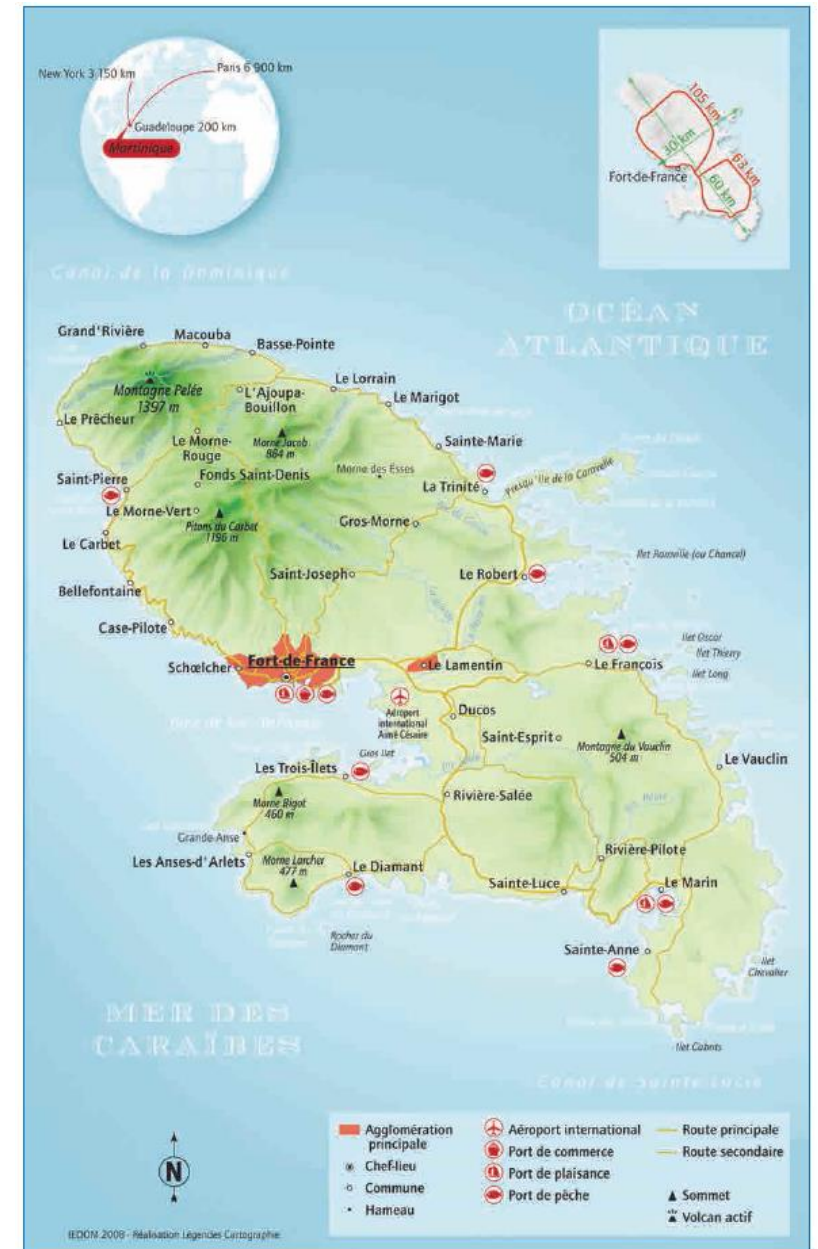 New York 3 150 km
Paris 6 900 km
Guadeloupe 200 km
Martinique
105 km
30 km
63 km
60 km
Fort-de-France
Canal de la Dominique
OCÉAN
ATLANTIQUE
Grand'Rivière
Macouba
Basse-Pointe
Montagne Pelée
1397 m
L'Ajoupa-
Bouillon
Le Lorrain
Le Marigot
Le Prêcheur
Le Morne-
Rouge
Morne Jacob
884 m
Sainte-Marie
Saint-Pierre
Fonds Saint-Denis
Morne des Esses
La Trinité
Presqu'île de la Caravelle
Le Morne-Vert
Pitons du Carbet
1196 m
Gros-Morne
Le Carbet
Saint-Joseph
Le Robert
Ilet Ramville (ou Chancel)
Bellefontaine
Case-Pilote
Schœlcher
Fort-de-France
Le Lamentin
Le François
Ilet Oscar
Ilet Thierry
Ilet Long
Aéroport
international
Aimé Césaire
Ducos
Saint-Esprit
Montagne du Vauclin
504 m
Le Vauclin
Gros Ilet
Les Trois-Îlets
Morne Bigot
460 m
Rivière-Salée
Grande-Anse
Les Anses-d'Arlets
Morne Larcher
477 m
Le Diamant
Rivière-Pilote
Sainte-Luce
Le Marin
Rocher du
Diamant
Sainte-Anne
Ilet
Chevalier
MER DES
CARAÏBES
Ilet Cabrits
Canal de Sainte Lucie
N
Agglomération
principale
Chef-lieu
Commune
Hameau
Aéroport international
Port de commerce
Port de plaisance
Port de pêche
Route principale
Route secondaire
Sommet
Volcan actif
IEDOM 2008 - Réalisation Légendes Cartographie